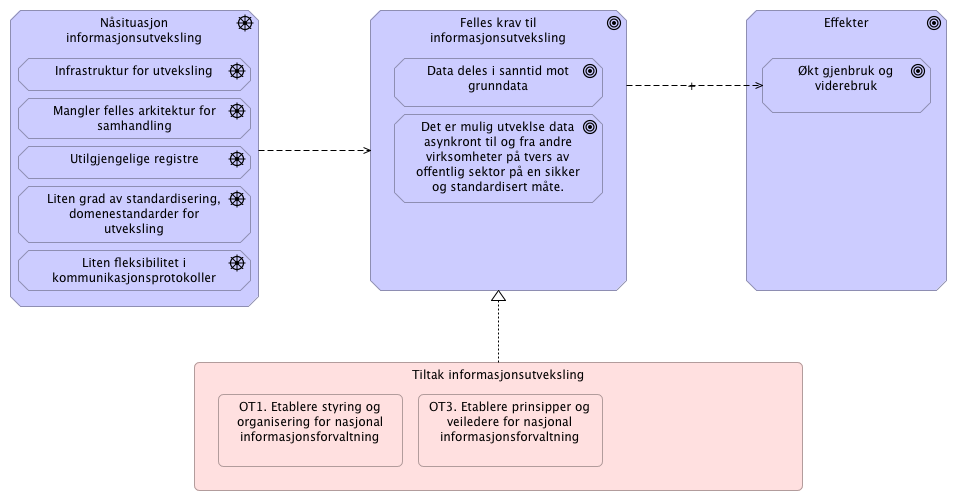 Nåsituasjon
informasjonsutveksling
Infrastruktur for utveksling
Mangler felles arkitektur for
samhandling
Utilgjengelige registre
Liten grad av standardisering,
domenestandarder for
utveksling
Liten fleksibilitet i
kommunikasjonsprotokoller
Felles krav til
informasjonsutveksling
Data deles i sanntid mot
grunndata
Det er mulig utveklse data
asynkront til og fra andre
virksomheter på tvers av
offentlig sektor på en sikker
og standardisert måte.
+
Effekter
Økt gjenbruk og
viderebruk
Tiltak informasjonsutveksling
OT1. Etablere styring og
organisering for nasjonal
informasjonsforvaltning
OT3. Etablere prinsipper og
veiledere for nasjonal
informasjonsforvaltning